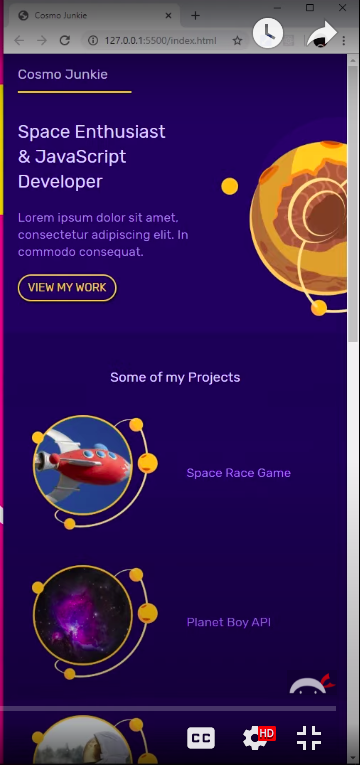 Cosmo Junkie
127.0.0.1:5500/index.html
Cosmo Junkie
Space Enthusiast
& JavaScript
Developer
Lorem ipsum dolor sit amet,
consectetur adipiscing elit. In
commodo consequat.
VIEW MY WORK
Some of my Projects
Space Race Game
Planet Boy API
CC
HD